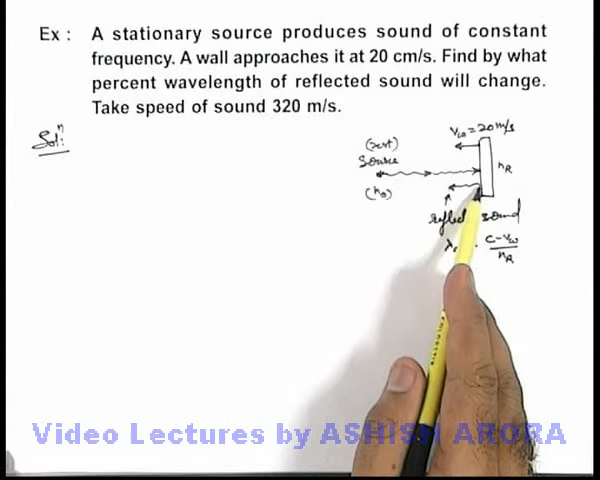 Ex : A stationary source produces sound of constant
frequency. A wall approaches it at 20 cm/s. Find by what
percent wavelength of reflected sound will change.
Take speed of sound 320 m/s.
Solⁿ:
V_w = 20 m/s
(rest)
Source
n_R
(n₀)
sound
C-V_w
n_R
Video Lectures by ASHISH ARORA